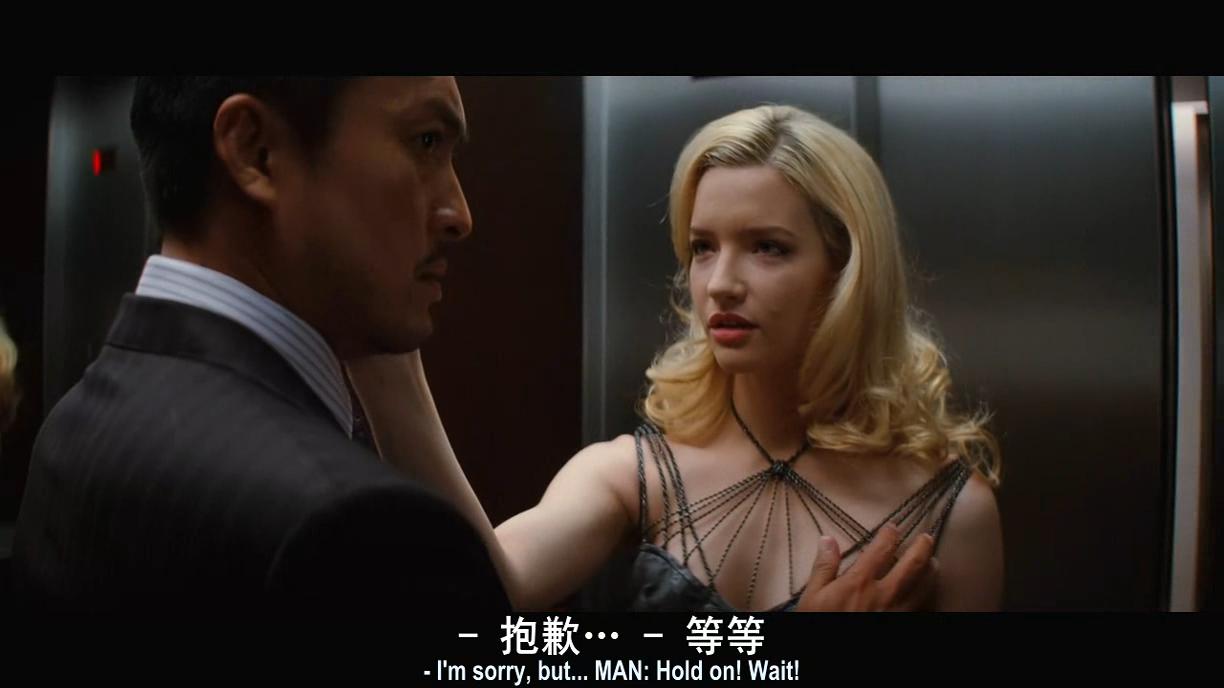 - 抱歉… - 等等
- I'm sorry, but... MAN: Hold on! Wait!